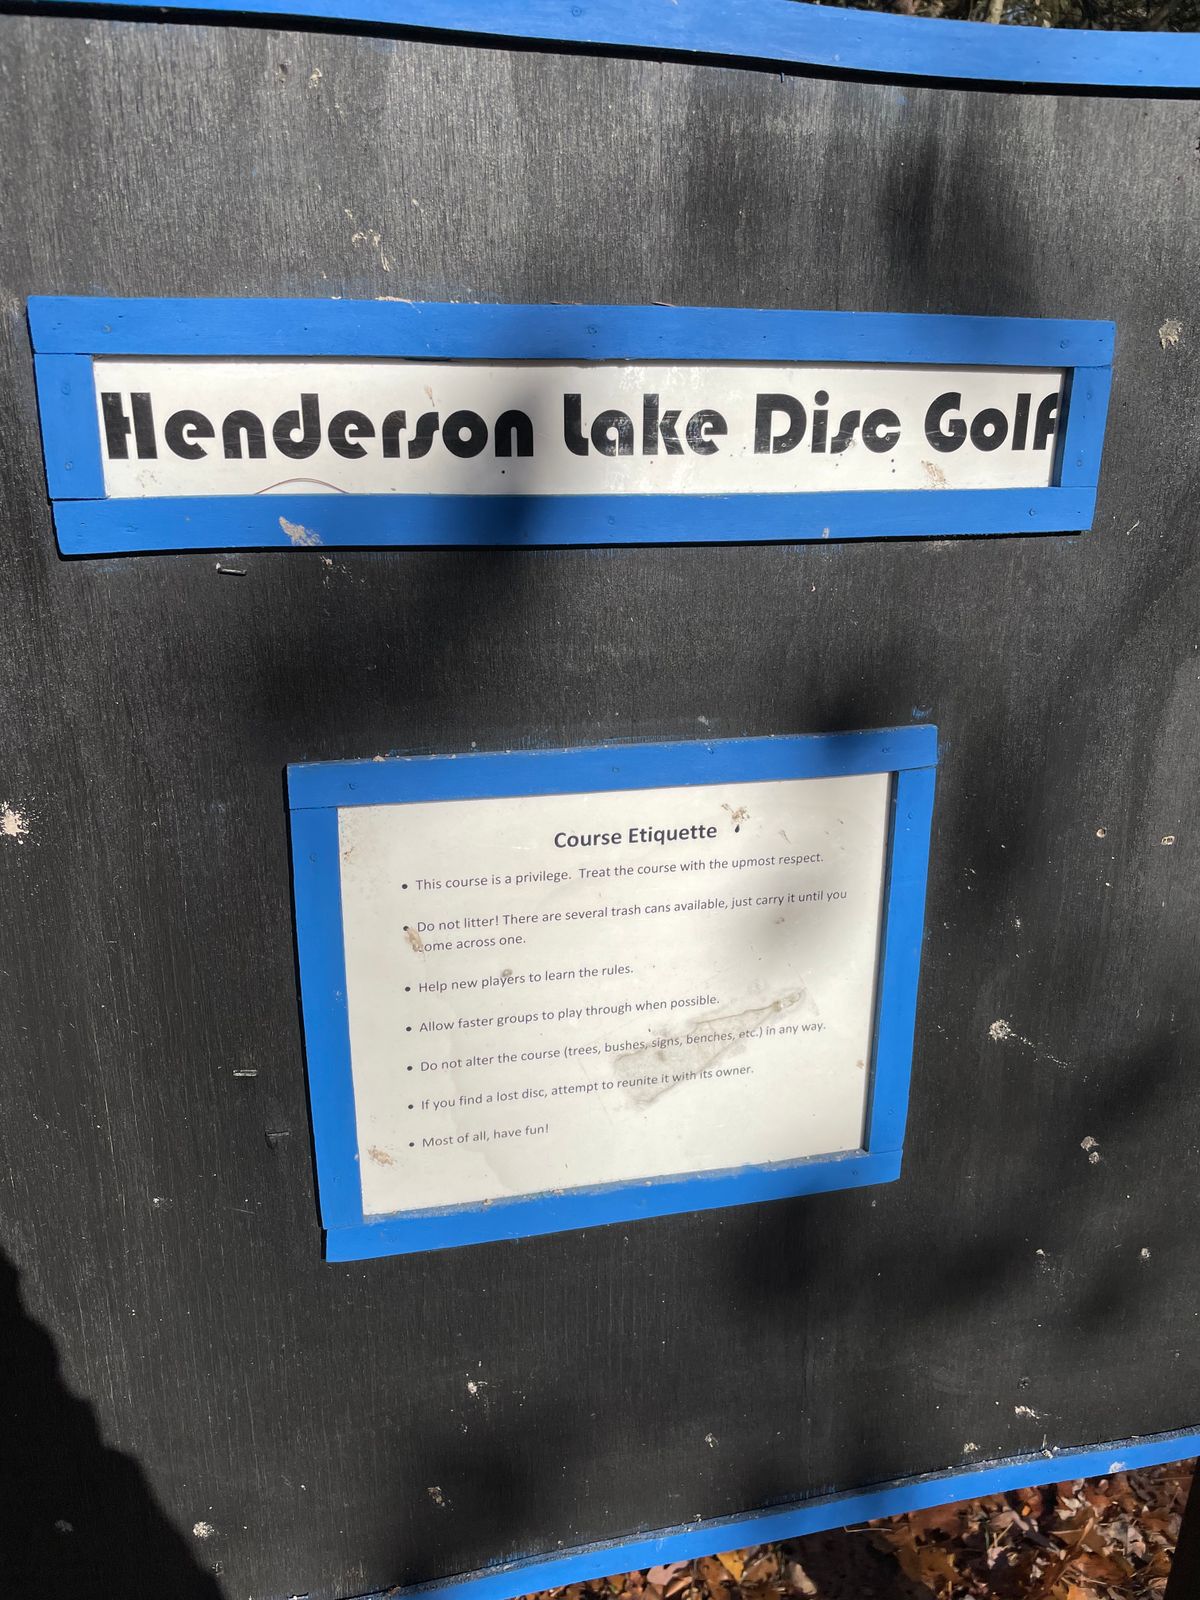 Henderson Lake Disc Golf
Course Etiquette
• This course is a privilege.  Treat the course with the upmost respect.
• Do not litter! There are several trash cans available, just carry it until you
come across one.
• Help new players to learn the rules.
• Allow faster groups to play through when possible.
• Do not alter the course (trees, bushes, signs, benches, etc.) in any way.
• If you find a lost disc, attempt to reunite it with its owner.
• Most of all, have fun!